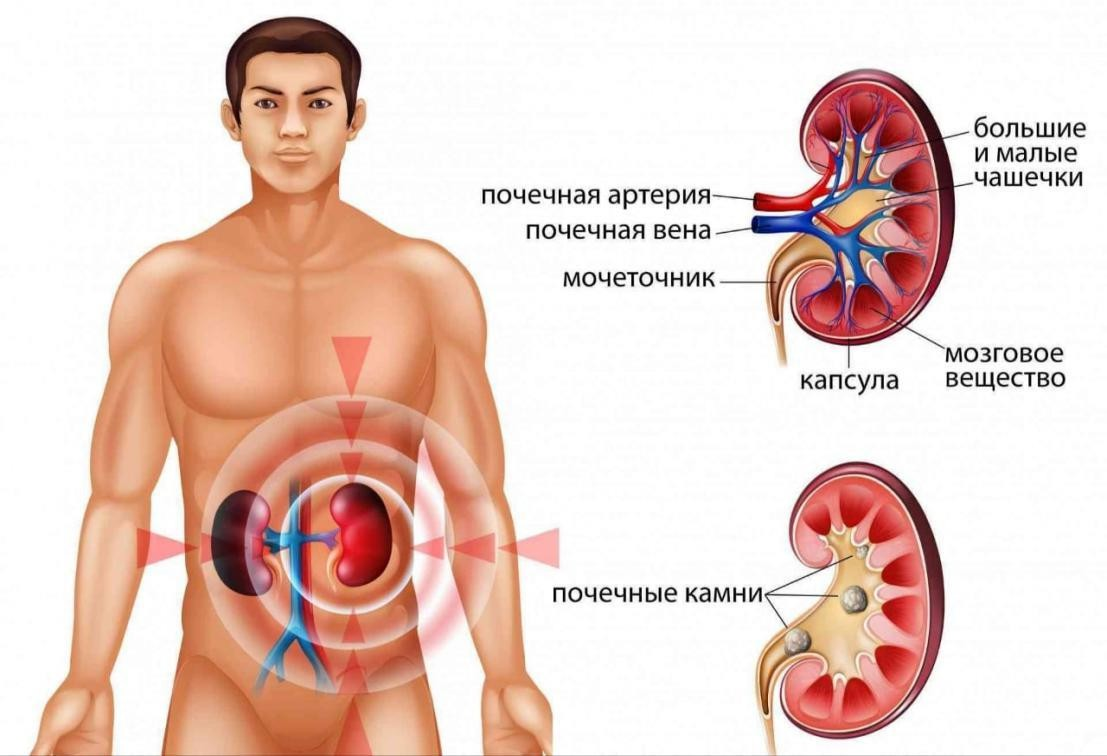 большие
и малые
чашечки
почечная артерия
почечная вена
мочеточник
мозговое
вещество
капсула
почечные камни